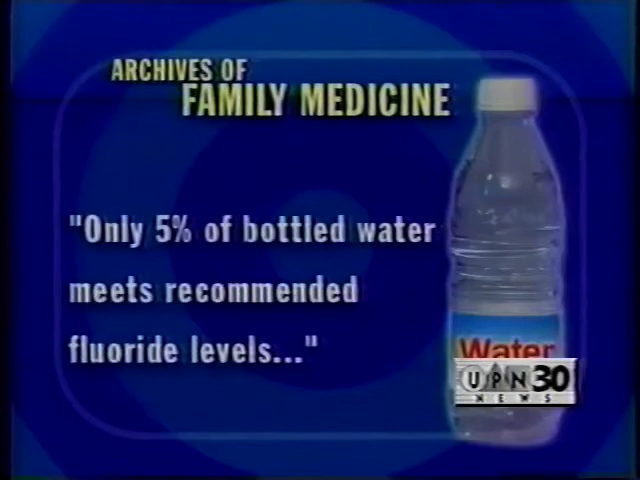 ARCHIVES OF
FAMILY MEDICINE
"Only 5% of bottled water
meets recommended
fluoride levels..."
Water
UPN 30
NEWS